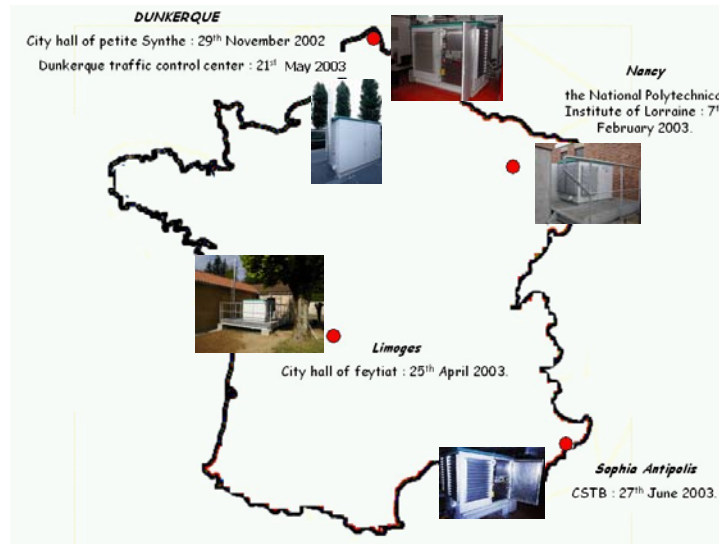 DUNKERQUE
City hall of petite Synthe : 29th November 2002
Dunkerque traffic control center : 21st May 2003
Nancy
the National Polytechnica
Institute of Lorraine : 7th
February 2003.
Limoges
City hall of feytiat : 25th April 2003.
Sophia Antipolis
CSTB : 27th June 2003.